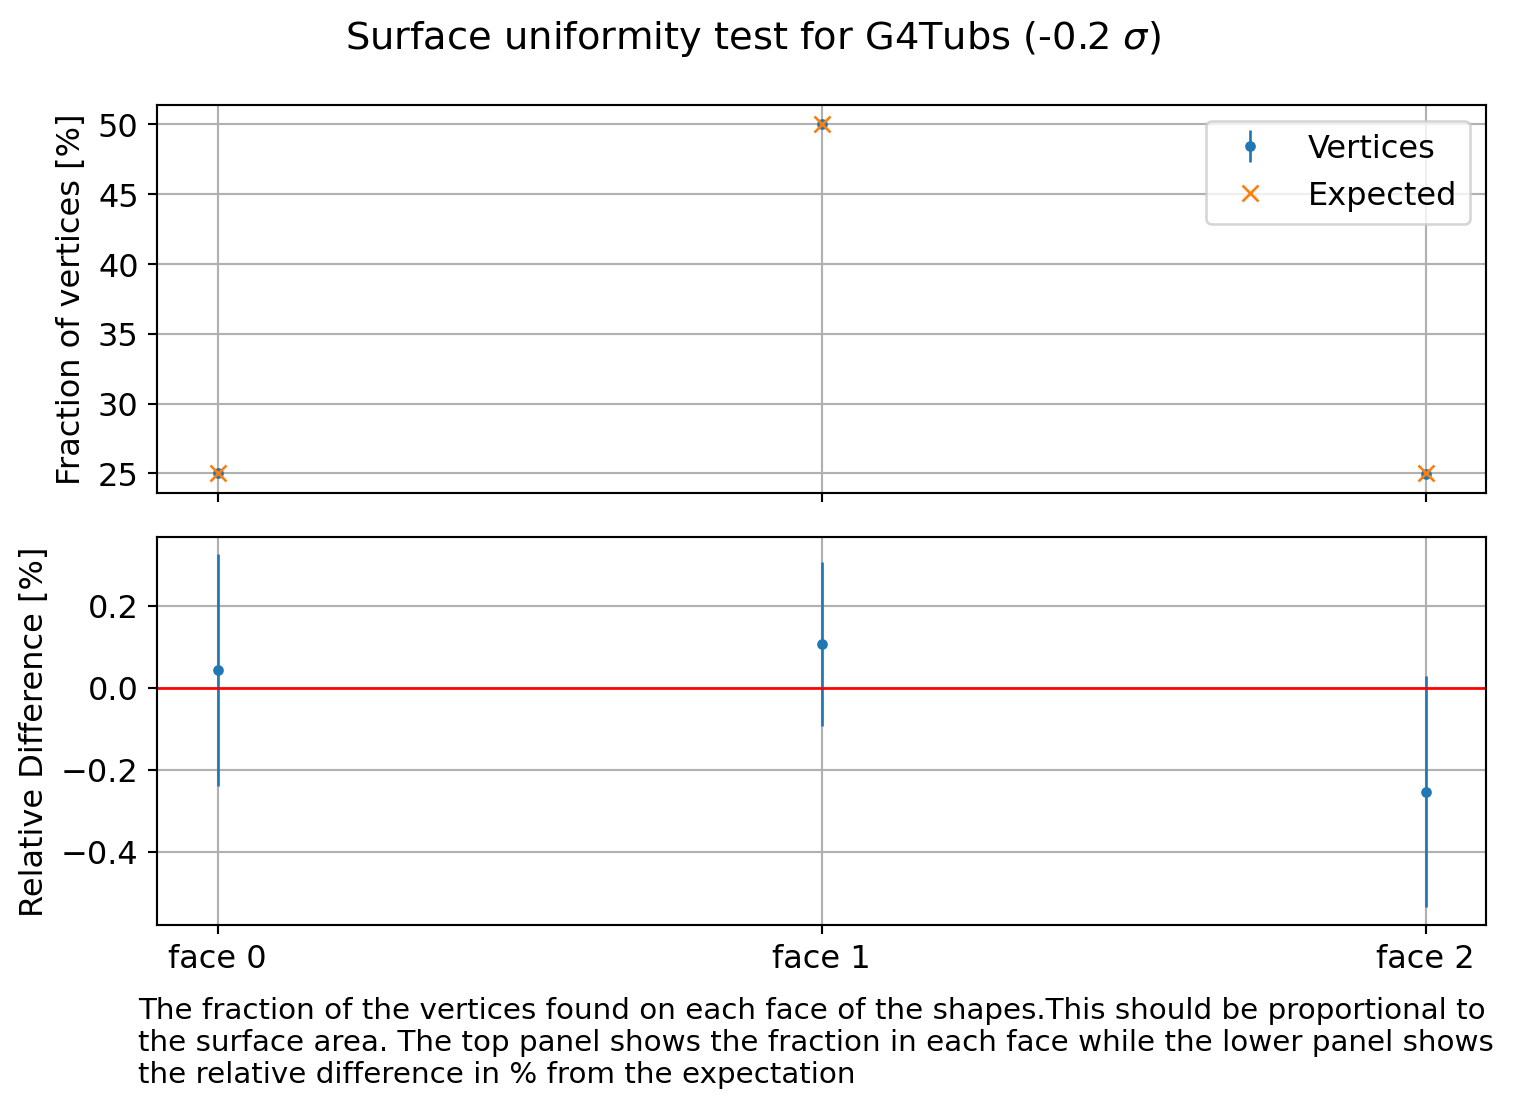 Surface uniformity test for G4Tubs (-0.2 σ)
Fraction of vertices [%]
50
45
40
35
30
25
Vertices
Expected
Relative Difference [%]
0.2
0.0
−0.2
−0.4
face 0
face 1
face 2
The fraction of the vertices found on each face of the shapes.This should be proportional to
the surface area. The top panel shows the fraction in each face while the lower panel shows
the relative difference in % from the expectation